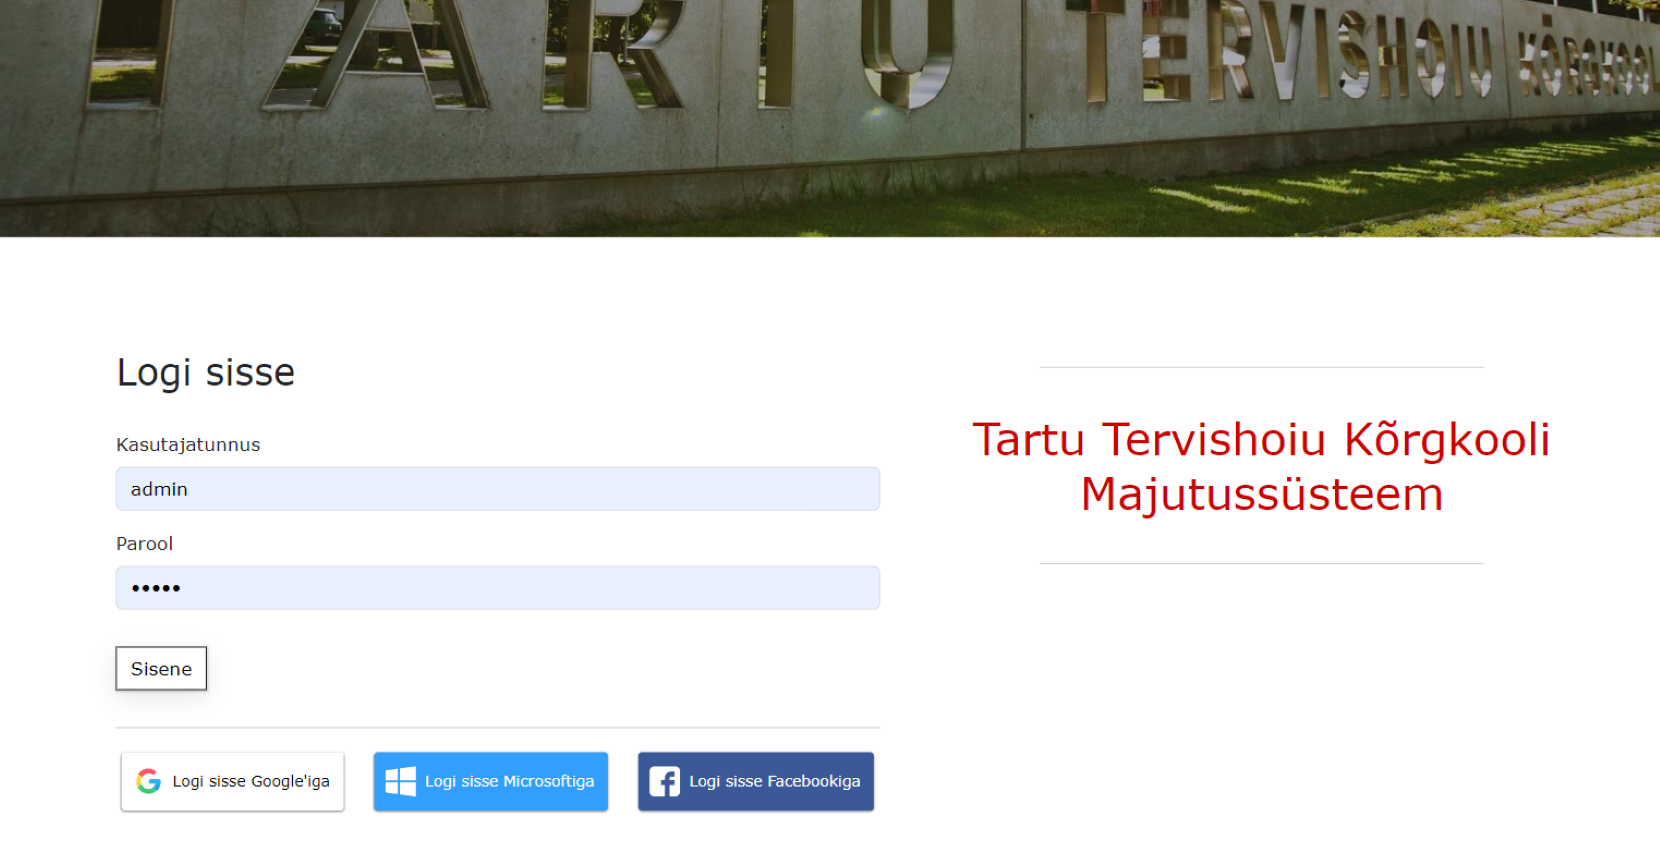 TARTU TERVISHOIU KÕRGKOOL
Logi sisse
Kasutajatunnus
admin
Parool
•••••
Sisene
Logi sisse Google'iga
Logi sisse Microsoftiga
Logi sisse Facebookiga
Tartu Tervishoiu Kõrgkooli
Majutussüsteem